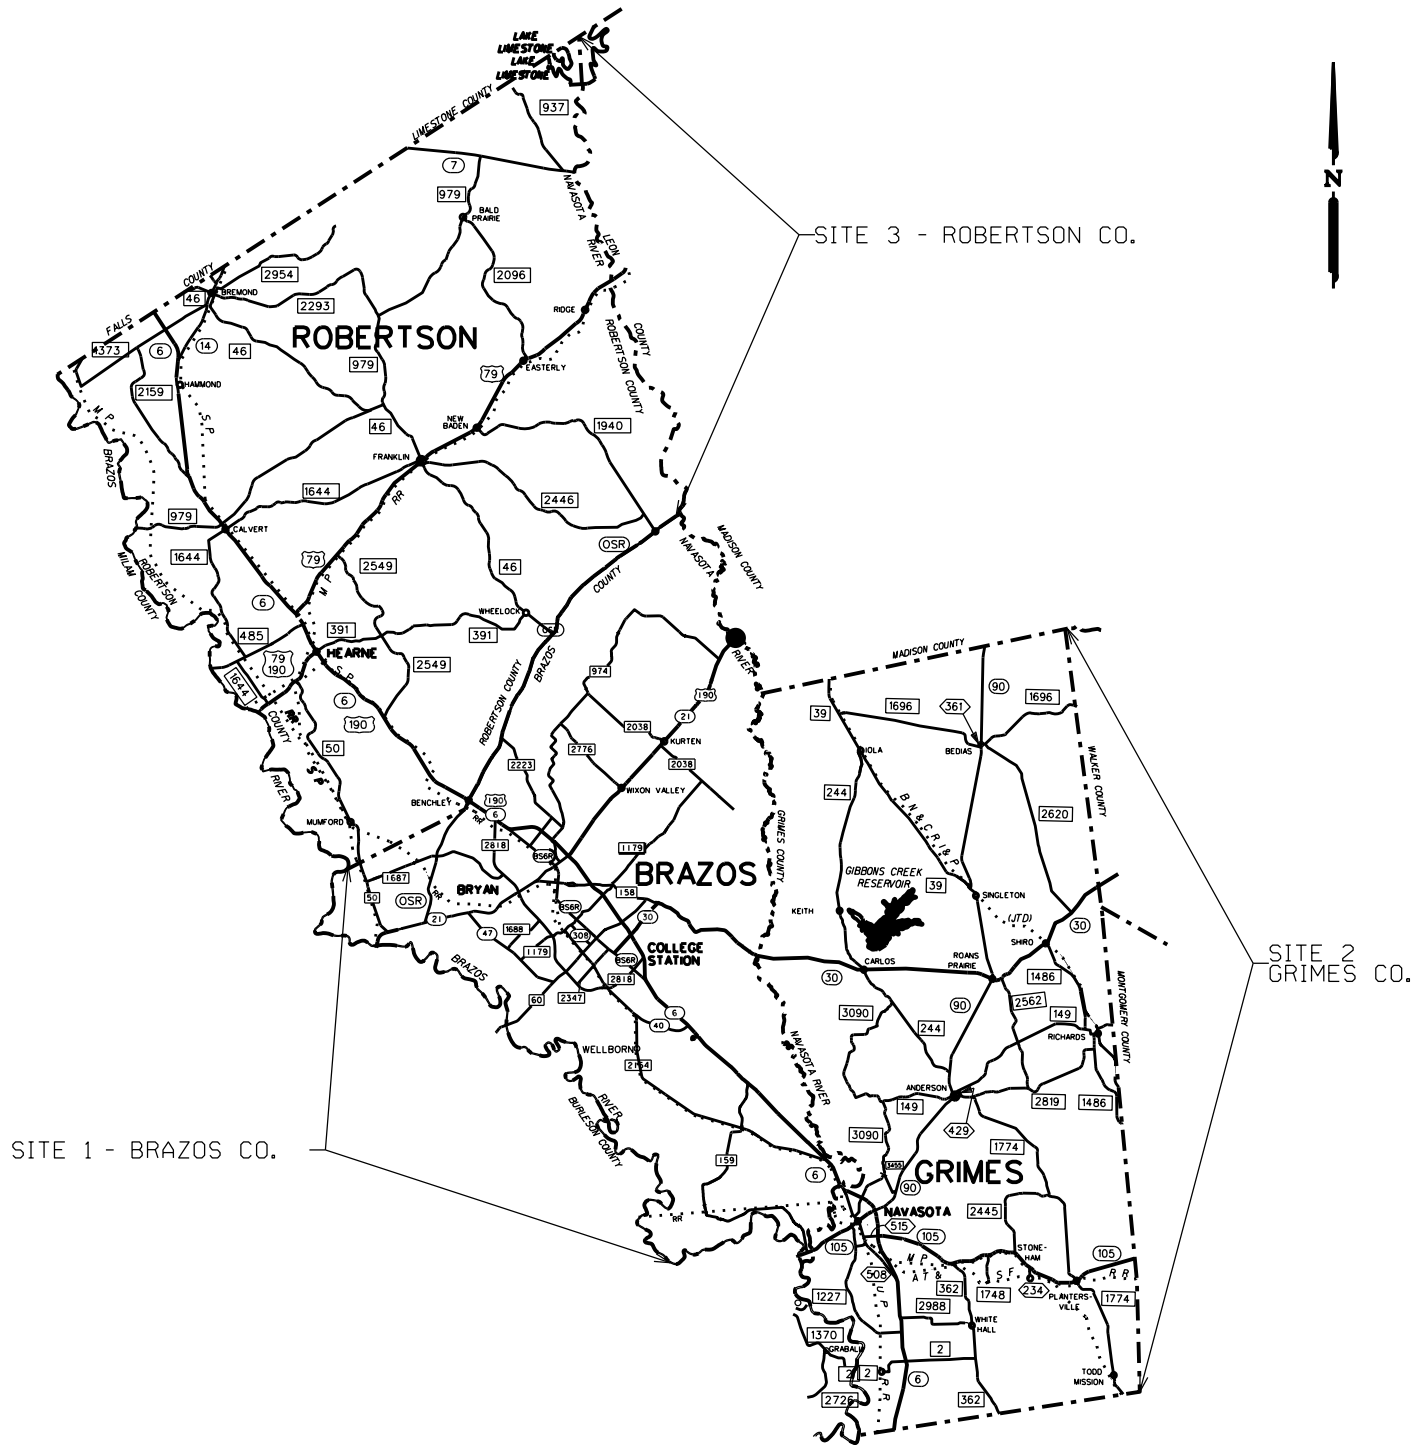 LAKE
LIMESTONE
LAKE
LIMESTONE
LIMESTONE COUNTY
937
N
7
979
BALD
PRAIRIE
NAVASOTA
RIVER
LEON
SITE 3 - ROBERTSON CO.
COUNTY
2954
2096
46
BREMOND
2293
RIDGE
FALLS
ROBERTSON
COUNTY
ROBERTSON COUNTY
4373
6
14
46
979
79
EASTERLY
HAMMOND
2159
M P
S P
NEW
BADEN
1940
46
FRANKLIN
BRAZOS
1644
RR
2446
979
CALVERT
OSR
MADISON COUNTY
NAVASOTA
1644
79
2549
46
COUNTY
MILAM
COUNTY
ROBERTSON
M P
6
WHEELOCK
OSR
485
391
391
HEARNE
79
190
2549
974
RIVER
MADISON COUNTY
1644
S P
6
190
ROBERTSON COUNTY
BRAZOS
190
90
1696
1696
361
39
COUNTY
RR
21
2038
KURTEN
50
2776
2038
IOLA
BEDIAS
WALKER COUNTY
S P
RIVER
2223
WIXON VALLEY
244
B N & C R I & P
BENCHLEY
190
6
RR
GRIMES COUNTY
2620
MUMFORD
2818
1179
BS6R
BRAZOS
GIBBONS CREEK
RESERVOIR
1687
BRYAN
39
50
OSR
RR
158
SINGLETON
KEITH
BS6R
30
(JTD)
21
30
47
1688
308
COLLEGE
STATION
SHIRO
SITE 2
GRIMES CO.
1179
BS6R
ROANS
PRAIRIE
CARLOS
BRAZOS
2818
30
1486
MONTGOMERY COUNTY
60
2347
90
2562
6
3090
149
40
244
RICHARDS
WELLBORN
NAVASOTA RIVER
2154
ANDERSON
RIVER
BURLESON COUNTY
149
2819
1486
429
SITE 1 - BRAZOS CO.
3090
1774
159
GRIMES
6
90
RR
NAVASOTA
2445
515
105
105
STONE-
HAM
105
M P
AT &
S F
R R
508
362
1748
234
PLANTERS-
VILLE
1774
1227
U P
2988
WHITE
HALL
1370
GRABALL
2
2
2
6
TODD
MISSION
R R
2726
362